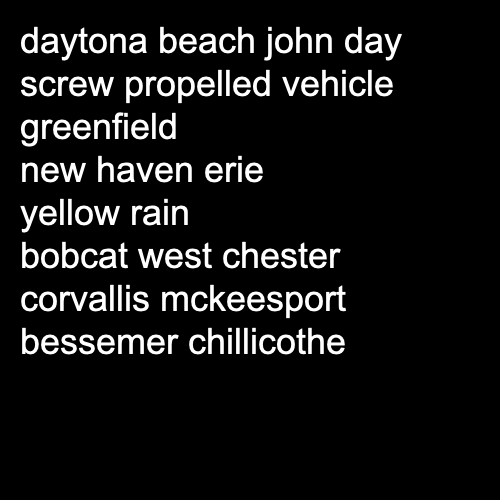 daytona beach john day
screw propelled vehicle
greenfield
new haven erie
yellow rain
bobcat west chester
corvallis mckeesport
bessemer chillicothe